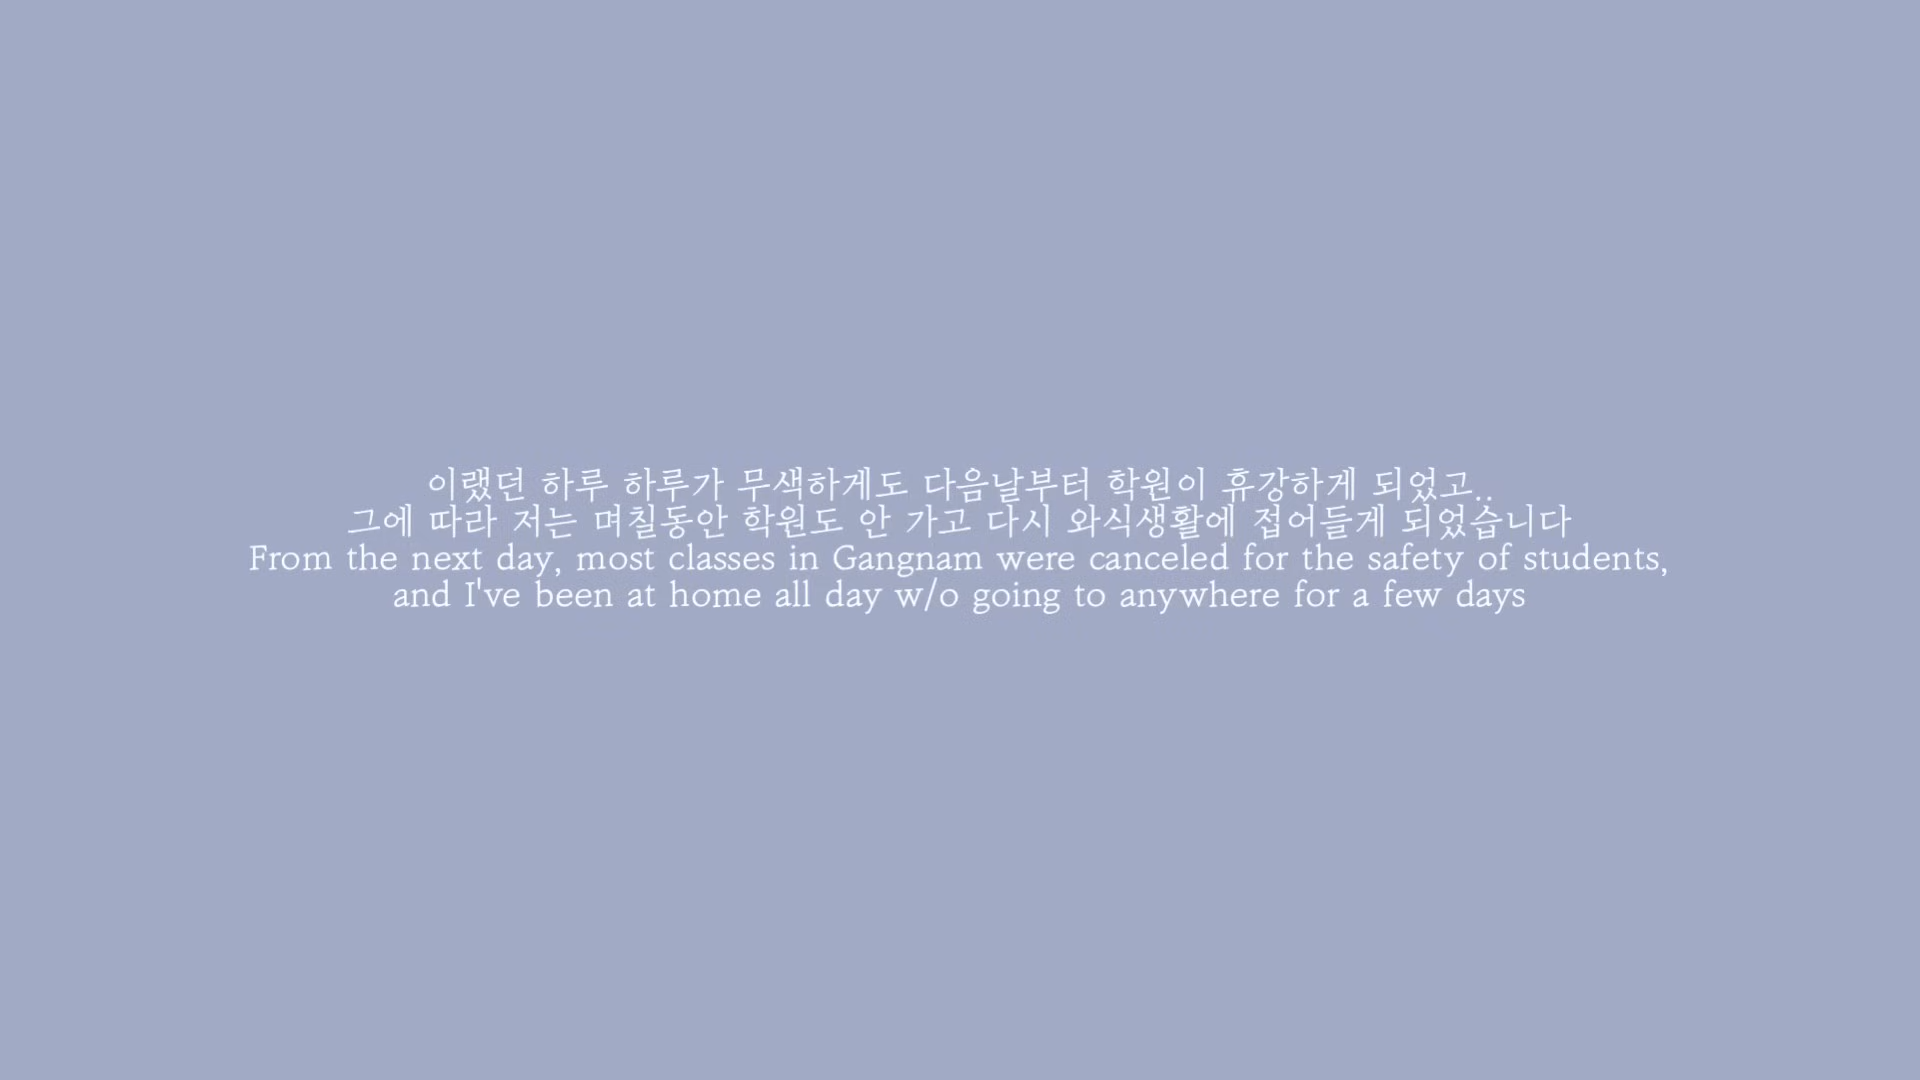 이랬던 하루 하루가 무색하게도 다음날부터 학원이 휴강하게 되었고..
그에 따라 저는 며칠동안 학원도 안 가고 다시 와식생활에 접어들게 되었습니다
From the next day, most classes in Gangnam were canceled for the safety of students,
and I've been at home all day w/o going to anywhere for a few days